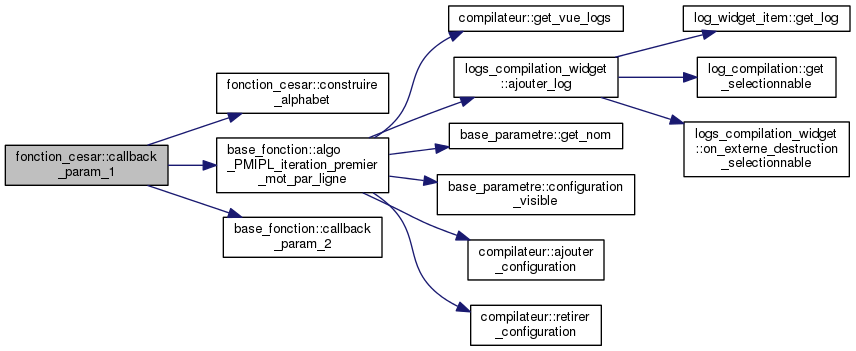 fonction_cesar::callback
_param_1
fonction_cesar::construire
_alphabet
base_fonction::algo
_PMIPL_iteration_premier
_mot_par_ligne
base_fonction::callback
_param_2
compilateur::get_vue_logs
logs_compilation_widget
::ajouter_log
base_parametre::get_nom
base_parametre::configuration
_visible
compilateur::ajouter
_configuration
compilateur::retirer
_configuration
log_widget_item::get_log
log_compilation::get
_selectionnable
logs_compilation_widget
::on_externe_destruction
_selectionnable